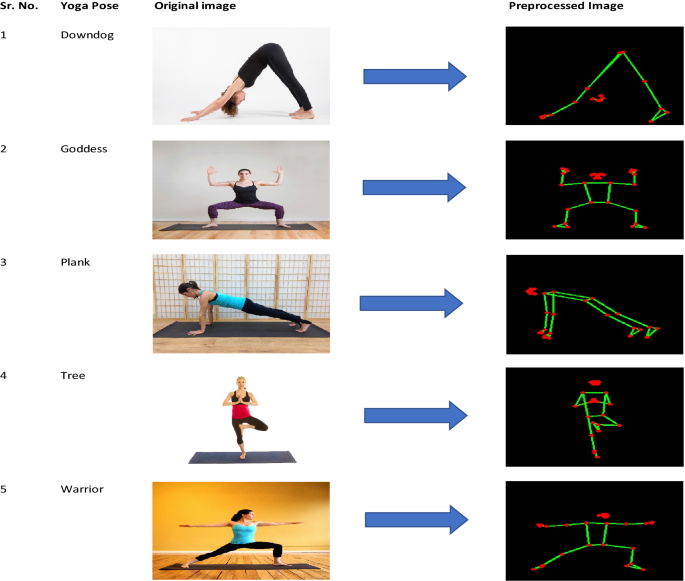 Sr. No. Yoga Pose Original image Preprocessed Image
1 Downdog
2 Goddess
3 Plank
4 Tree
5 Warrior